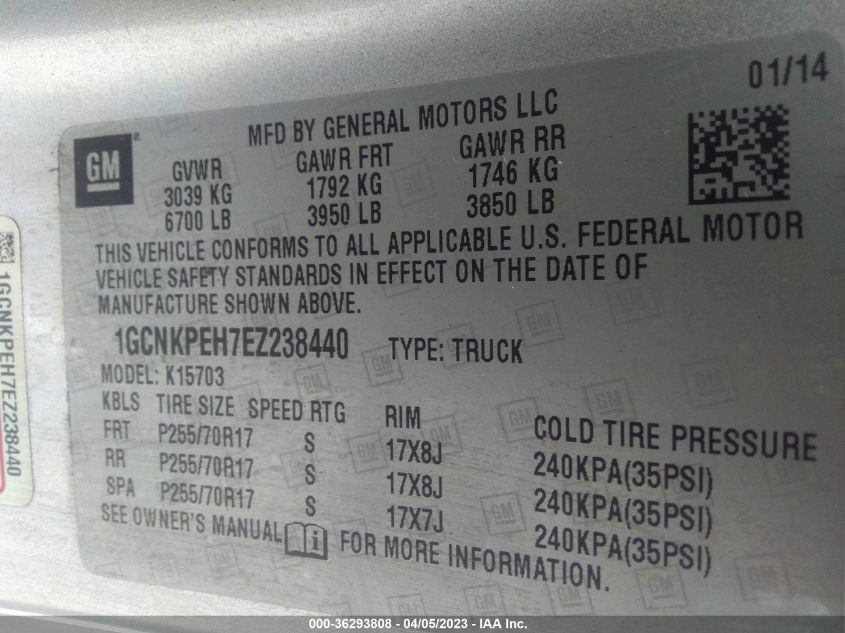 01/14
GM
MFD BY GENERAL MOTORS LLC
GVWR GAWR FRT GAWR RR
3039 KG 1792 KG 1746 KG
6700 LB 3950 LB 3850 LB
THIS VEHICLE CONFORMS TO ALL APPLICABLE U.S. FEDERAL MOTOR
VEHICLE SAFETY STANDARDS IN EFFECT ON THE DATE OF
MANUFACTURE SHOWN ABOVE.
1GCNKPEH7EZ238440 TYPE: TRUCK
MODEL: K15703
KBLS TIRE SIZE SPEED RTG RIM COLD TIRE PRESSURE
FRT P255/70R17 S 17X8J 240KPA(35PSI)
RR P255/70R17 S 17X8J 240KPA(35PSI)
SPA P255/70R17 S 17X7J 240KPA(35PSI)
SEE OWNER'S MANUAL i FOR MORE INFORMATION.
1GCNKPEH7EZ238440
000-36293808 - 04/05/2023 - IAA Inc.